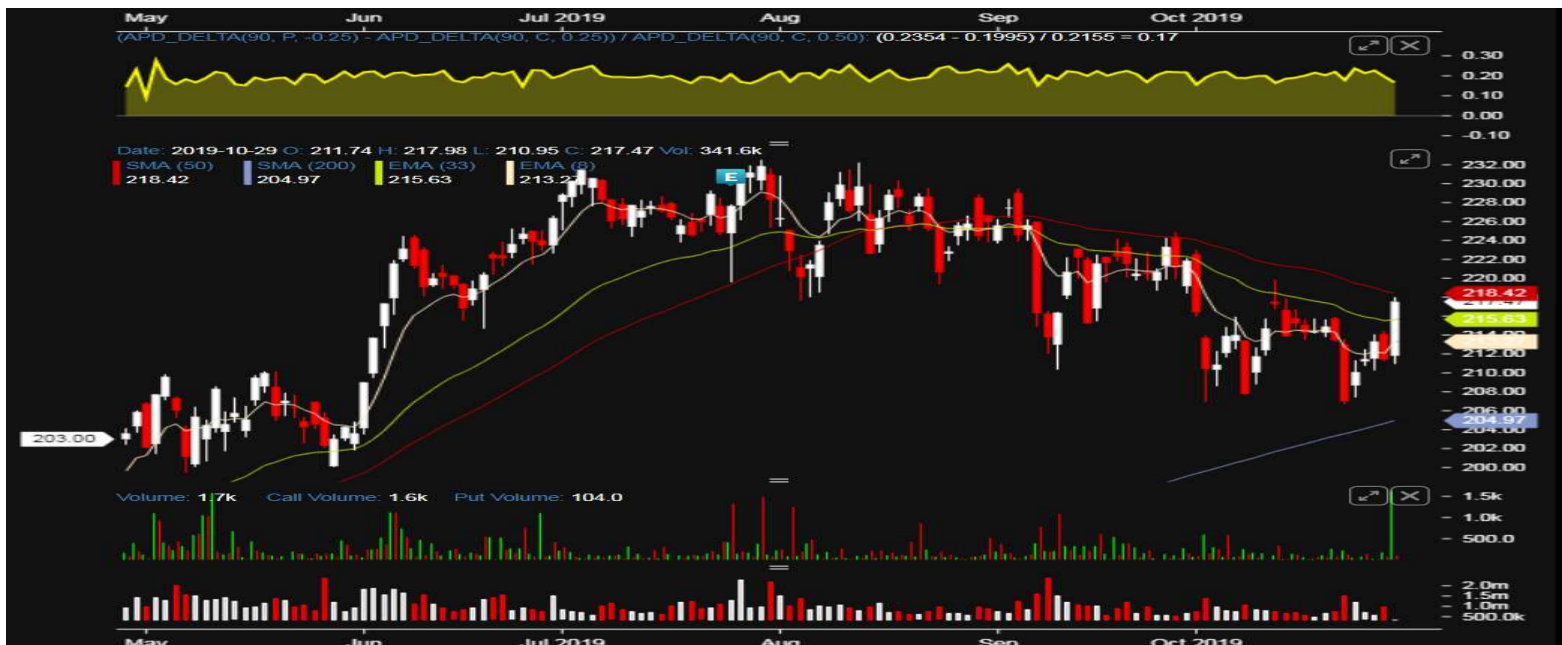 May Jun Jul 2019 Aug Sep Oct 2019
(APD_DELTA(90, P, -0.25) - APD_DELTA(90, C, 0.25)) / APD_DELTA(90, C, 0.50): (0.2354 - 0.1995) / 0.2155 = 0.17
0.30
0.20
0.10
0.00
-0.10
Date: 2019-10-29 O: 211.74 H: 217.98 L: 210.95 C: 217.47 Vol: 341.6k
SMA (50) SMA (200) EMA (33) EMA (8)
218.42 204.97 215.63
E
232.00
230.00
228.00
226.00
224.00
222.00
220.00
218.42
215.63
212.00
210.00
208.00
206.00
204.97
204.00
203.00
202.00
200.00
Volume: 1.7k Call Volume: 1.6k Put Volume: 104.0
1.5k
1.0k
500.0
2.0m
1.5m
1.0m
500.0k
May Jun Jul 2019 Aug Sep Oct 2019